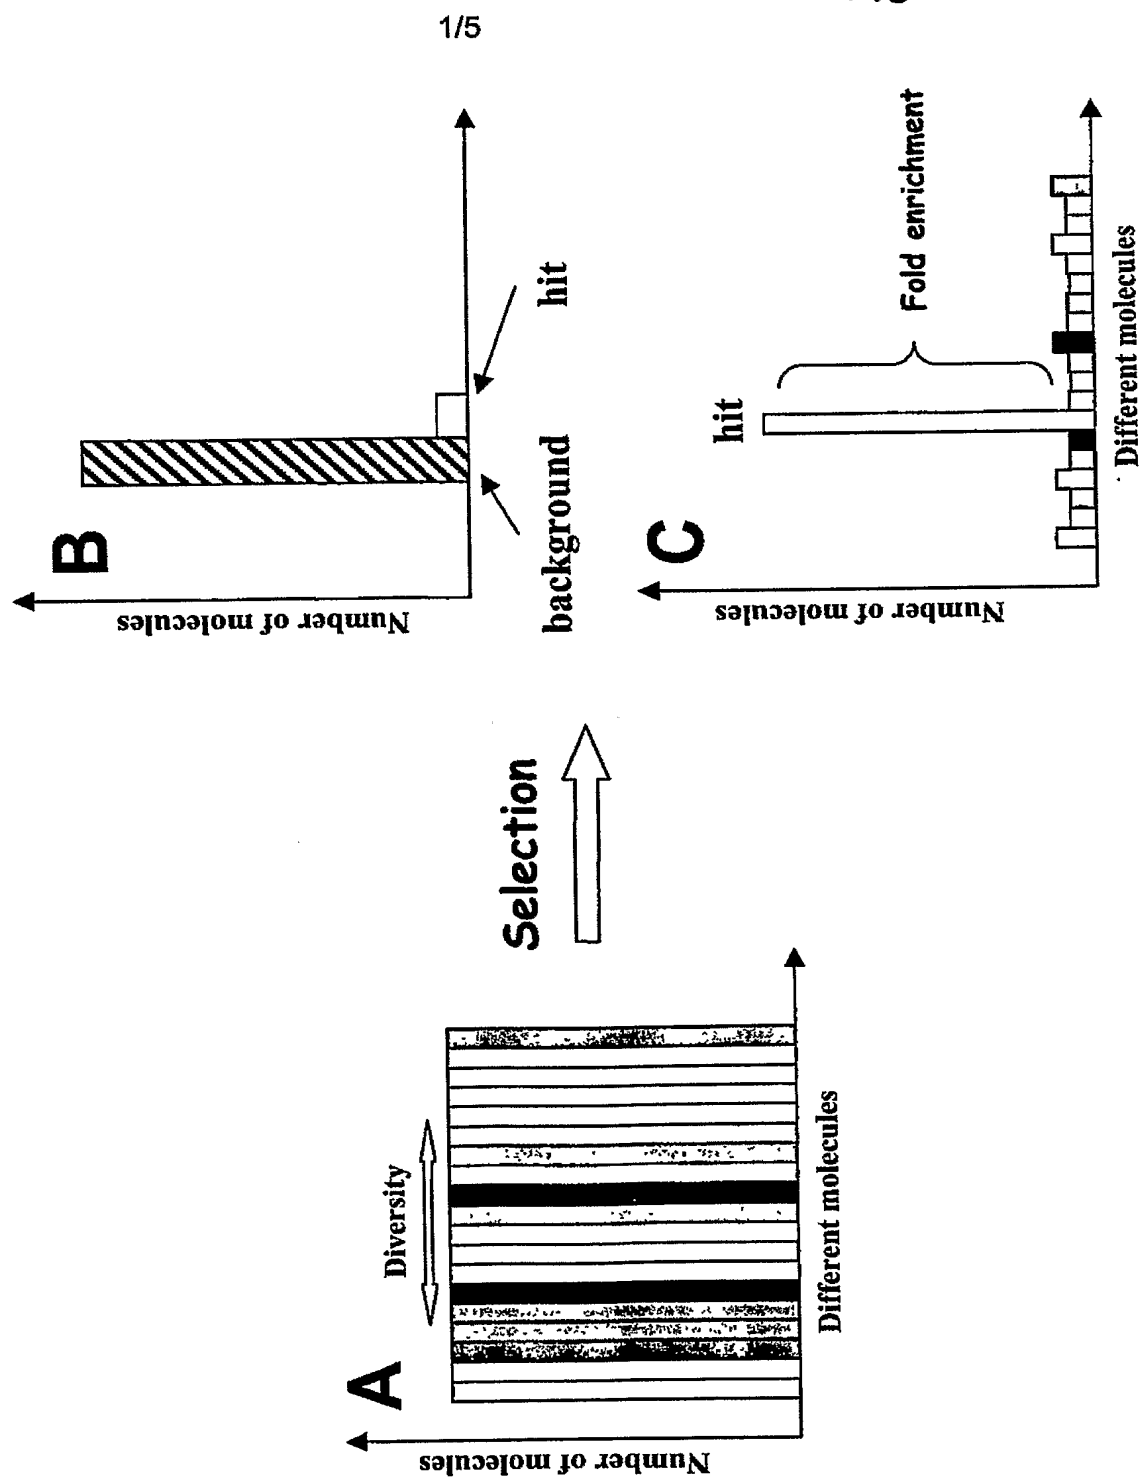 1/5
A
Number of molecules
Diversity
Different molecules
Selection
B
Number of molecules
background
hit
C
Number of molecules
hit
Fold enrichment
Different molecules